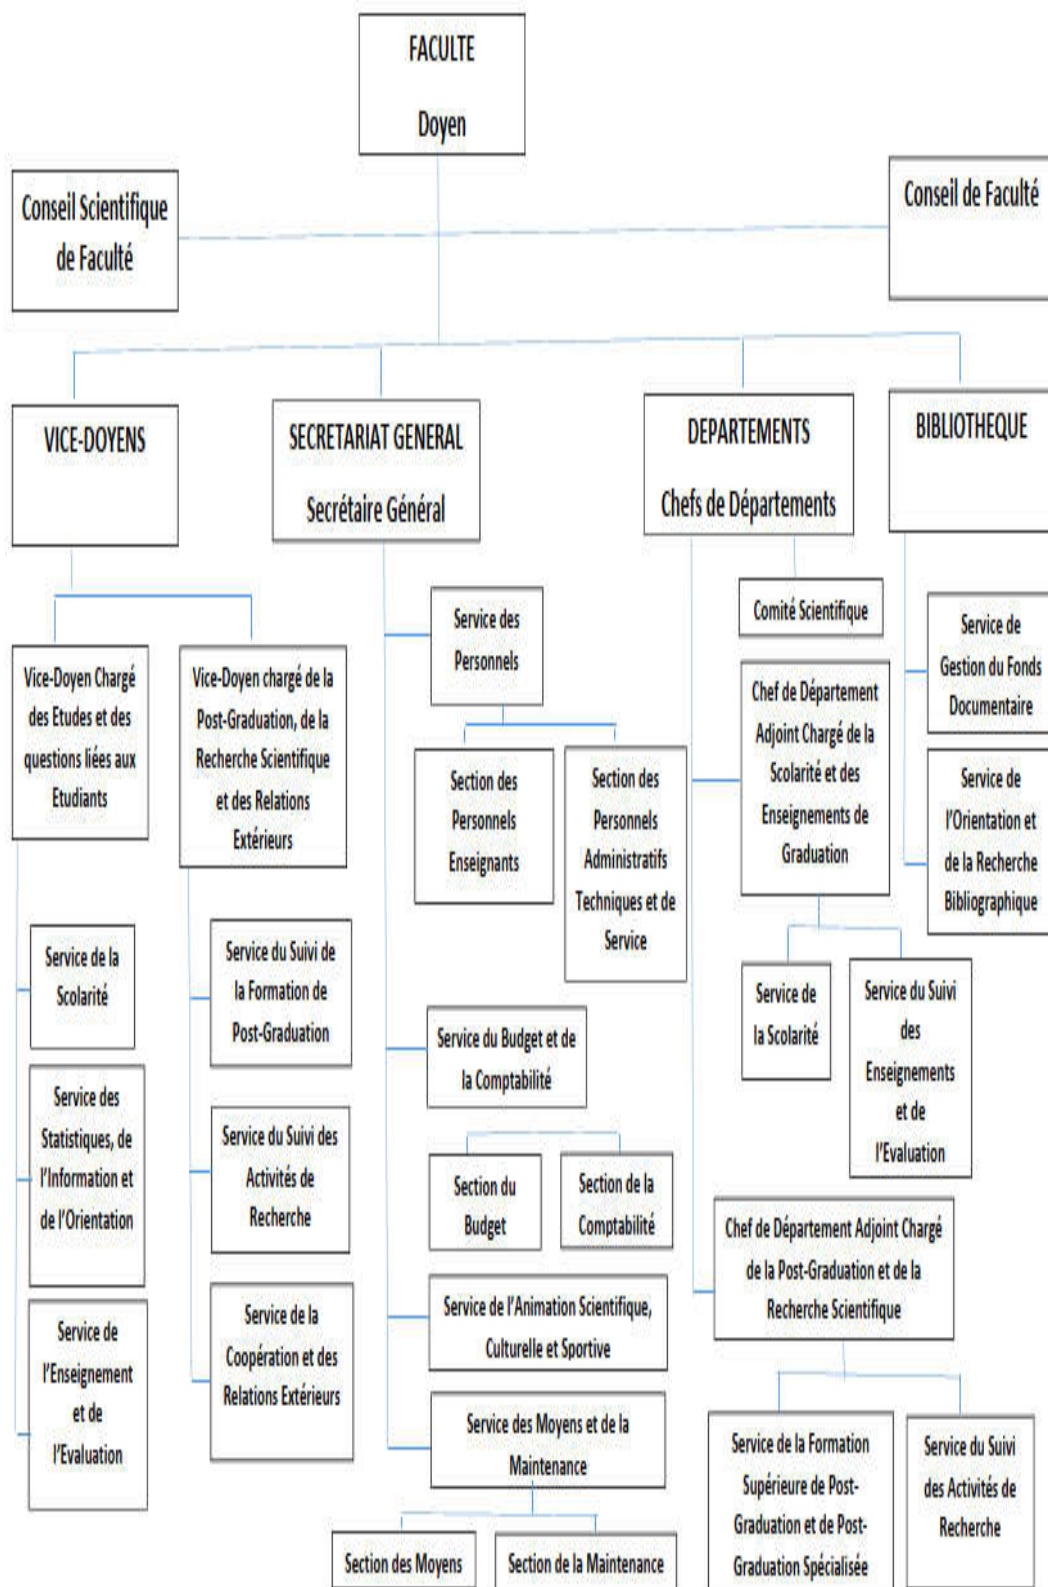 FACULTE
Doyen
Conseil Scientifique
de Faculté
Conseil de Faculté
VICE-DOYENS
SECRETARIAT GENERAL
Secrétaire Général
DEPARTEMENTS
Chefs de Départements
BIBLIOTHEQUE
Vice-Doyen Chargé
des Etudes et des
questions liées aux
Etudiants
Vice-Doyen chargé de la
Post-Graduation, de la
Recherche Scientifique
et des Relations
Extérieurs
Service de la
Scolarité
Service des
Statistiques, de
l'Information et
de l'Orientation
Service de
l'Enseignement
et de
l'Evaluation
Service du Suivi de
la Formation de
Post-Graduation
Service du Suivi des
Activités de
Recherche
Service de la
Coopération et des
Relations Extérieurs
Service des
Personnels
Section des
Personnels
Enseignants
Section des
Personnels
Administratifs
Techniques et de
Service
Service du Budget et de
la Comptabilité
Section du
Budget
Section de la
Comptabilité
Service de l'Animation Scientifique,
Culturelle et Sportive
Service des Moyens et de la
Maintenance
Section des Moyens
Section de la Maintenance
Comité Scientifique
Chef de Département
Adjoint Chargé de la
Scolarité et des
Enseignements de
Graduation
Service de
la Scolarité
Service du Suivi
des
Enseignements
et de
l'Evaluation
Chef de Département Adjoint Chargé
de la Post-Graduation et de la
Recherche Scientifique
Service de la Formation
Supérieure de Post-
Graduation et de Post-
Graduation Spécialisée
Service du Suivi
des Activités de
Recherche
Service de
Gestion du Fonds
Documentaire
Service de
l'Orientation et
de la Recherche
Bibliographique